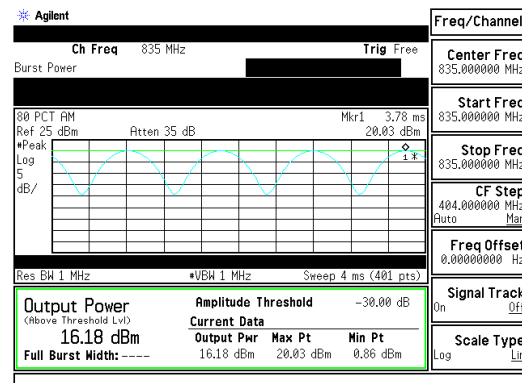 Agilent
Freq/Channel
Ch Freq 835 MHz Trig Free
Burst Power
Center Freq
835.000000 MHz
Start Freq
835.000000 MHz
Stop Freq
835.000000 MHz
CF Step
404.000000 MHz
Auto Man
Freq Offset
0.00000000 Hz
Signal Track
On Off
Scale Type
Log Lin
80 PCT AM Mkr1 3.78 ms
Ref 25 dBm Atten 35 dB 20.03 dBm
#Peak
Log
5
dB/
1
Res BW 1 MHz #VBW 1 MHz Sweep 4 ms (401 pts)
Output Power Amplitude Threshold -30.00 dB
(Above Threshold Lvl) Current Data
16.18 dBm Output Pwr Max Pt Min Pt
Full Burst Width: ---- 16.18 dBm 20.03 dBm 0.86 dBm